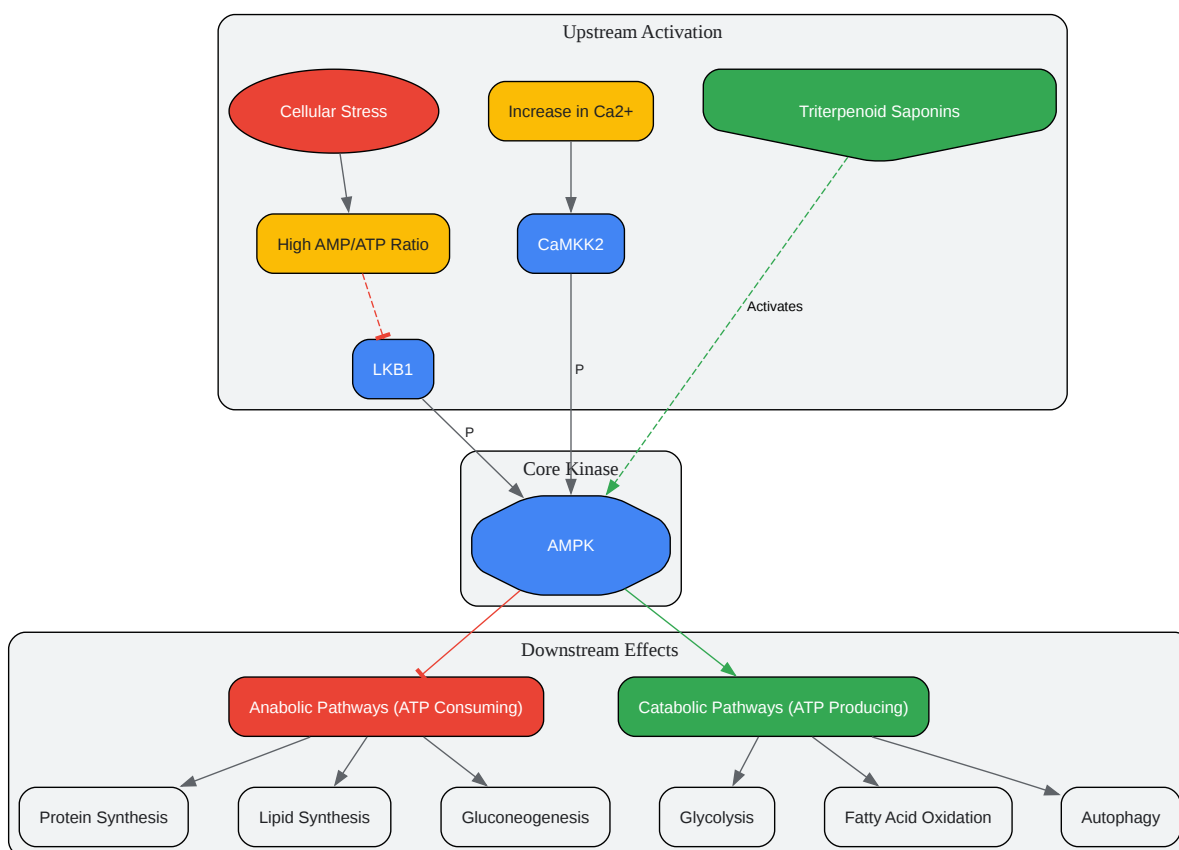 Upstream Activation
Cellular Stress
Increase in Ca2+
Triterpenoid Saponins
High AMP/ATP Ratio
CaMKK2
Activates
LKB1
P
P
Core Kinase
AMPK
Downstream Effects
Anabolic Pathways (ATP Consuming)
Catabolic Pathways (ATP Producing)
Protein Synthesis
Lipid Synthesis
Gluconeogenesis
Glycolysis
Fatty Acid Oxidation
Autophagy